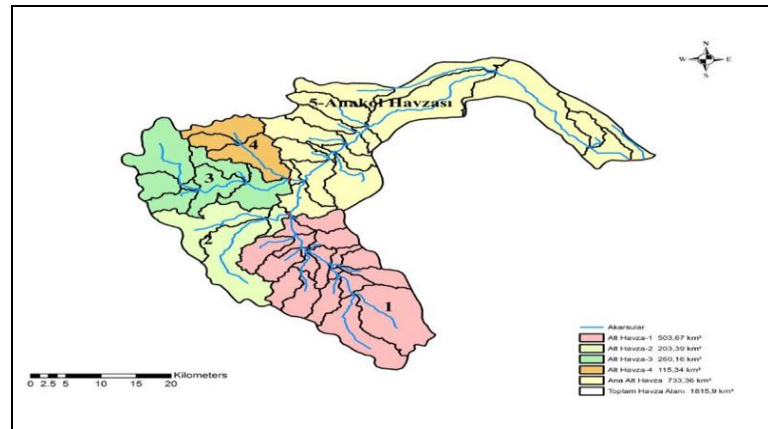 N
W E
S
5-Anakol Havzası
4
3
2
1
Akarsular
Alt Havza-1 503,67 km²
Alt Havza-2 203,39 km²
Alt Havza-3 260,16 km²
Alt Havza-4 115,34 km²
Ana Alt Havza 733,36 km²
Toplam Havza Alanı 1815,9 km²
Kilometers
0 2.5 5 10 15 20